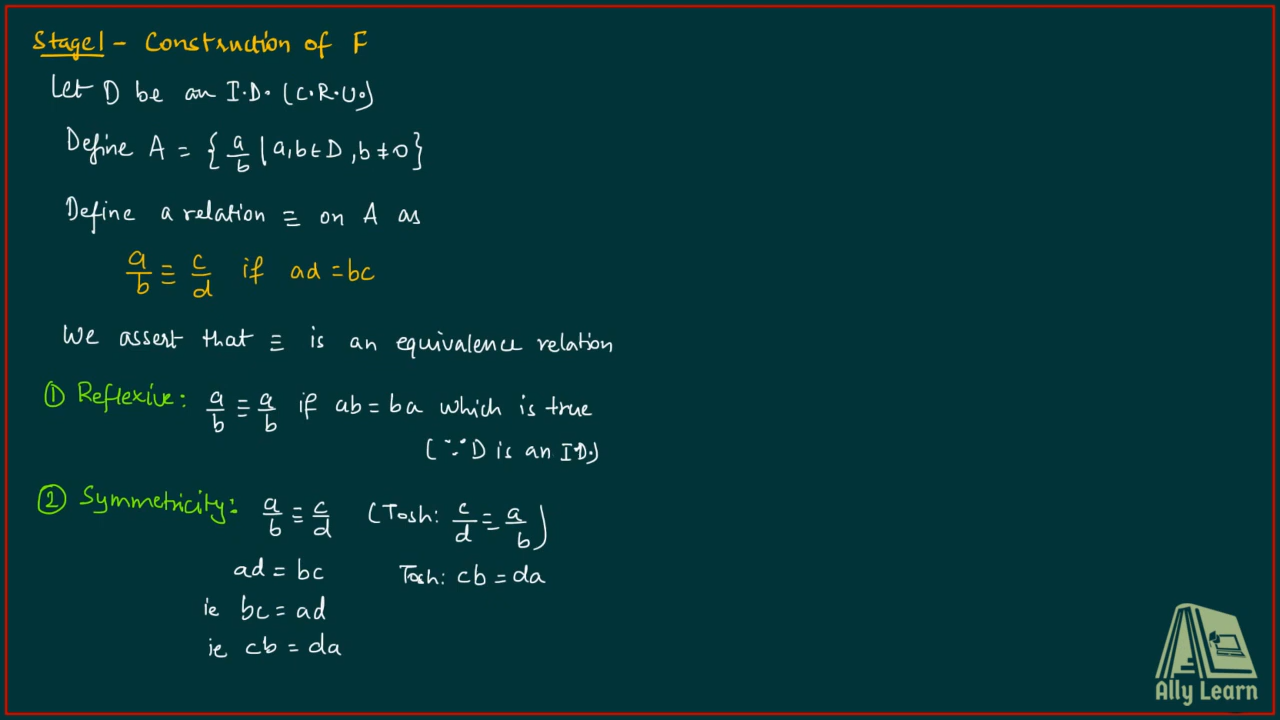 Stage 1 - Construction of F
Let D be an I.D. (C.R.U.)
Define A = { a/b | a,b ∈ D, b ≠ 0 }
Define a relation ≡ on A as
a/b ≡ c/d if ad = bc
We assert that ≡ is an equivalence relation
① Reflexive: a/b ≡ a/b if ab = ba which is true
(∵ D is an I.D.)
② Symmetricity: a/b ≡ c/d (Tosh: c/d ≡ a/b)
ad = bc Tosh: cb = da
ie bc = ad
ie cb = da
Ally Learn